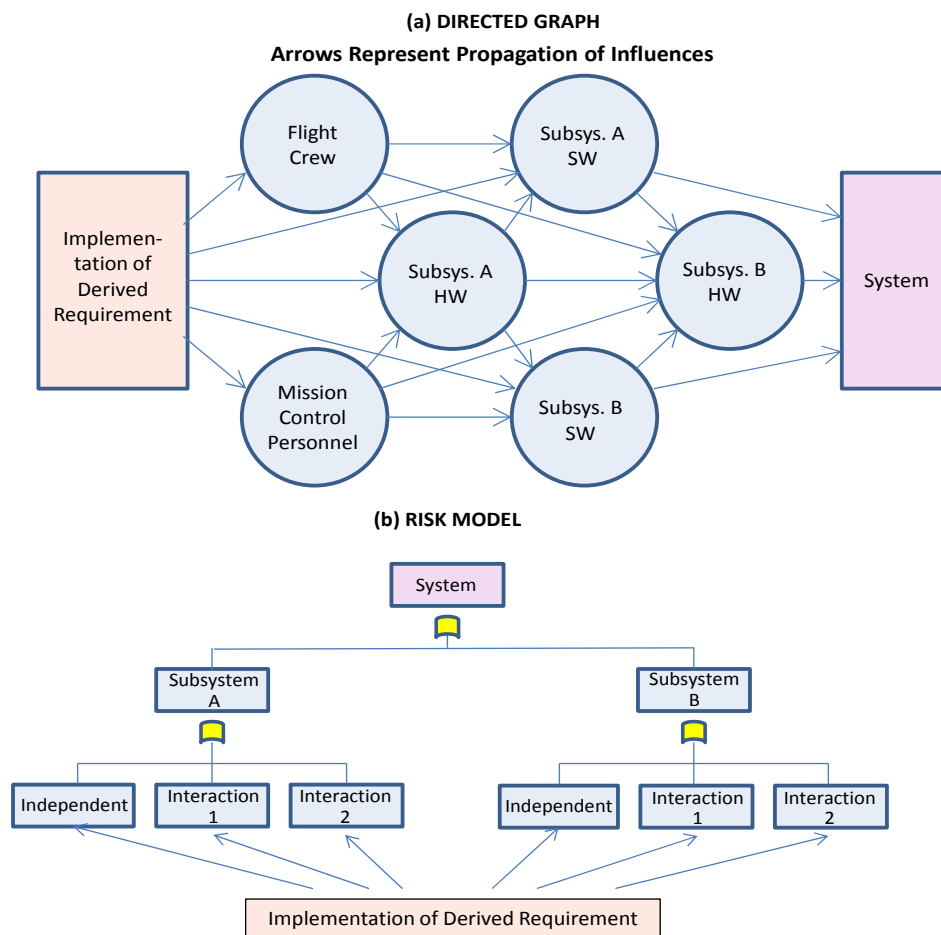 (a) DIRECTED GRAPH
Arrows Represent Propagation of Influences
Flight
Crew
Subsys. A
SW
Implemen-
tation of
Derived
Requirement
Subsys. A
HW
Subsys. B
HW
System
Mission
Control
Personnel
Subsys. B
SW
(b) RISK MODEL
System
Subsystem
A
Subsystem
B
Independent
Interaction
1
Interaction
2
Independent
Interaction
1
Interaction
2
Implementation of Derived Requirement